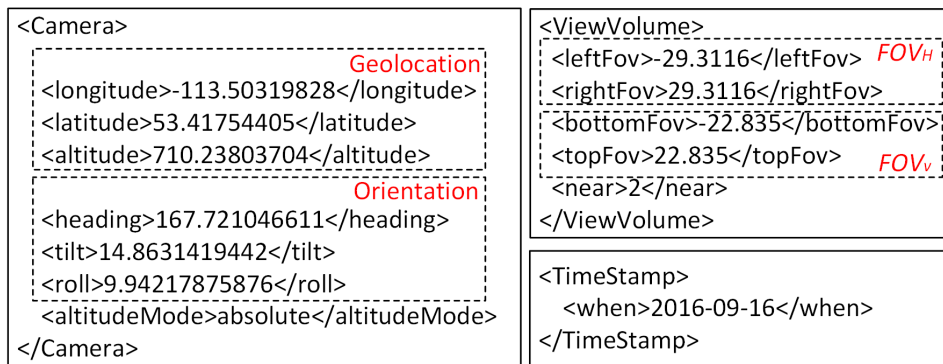 <Camera>
Geolocation
<longitude>-113.50319828</longitude>
<latitude>53.41754405</latitude>
<altitude>710.23803704</altitude>
Orientation
<heading>167.721046611</heading>
<tilt>14.8631419442</tilt>
<roll>9.94217875876</roll>
<altitudeMode>absolute</altitudeMode>
</Camera>
<ViewVolume>
<leftFov>-29.3116</leftFov> FOVH
<rightFov>29.3116</rightFov>
<bottomFov>-22.835</bottomFov>
<topFov>22.835</topFov> FOVV
<near>2</near>
</ViewVolume>
<TimeStamp>
<when>2016-09-16</when>
</TimeStamp>